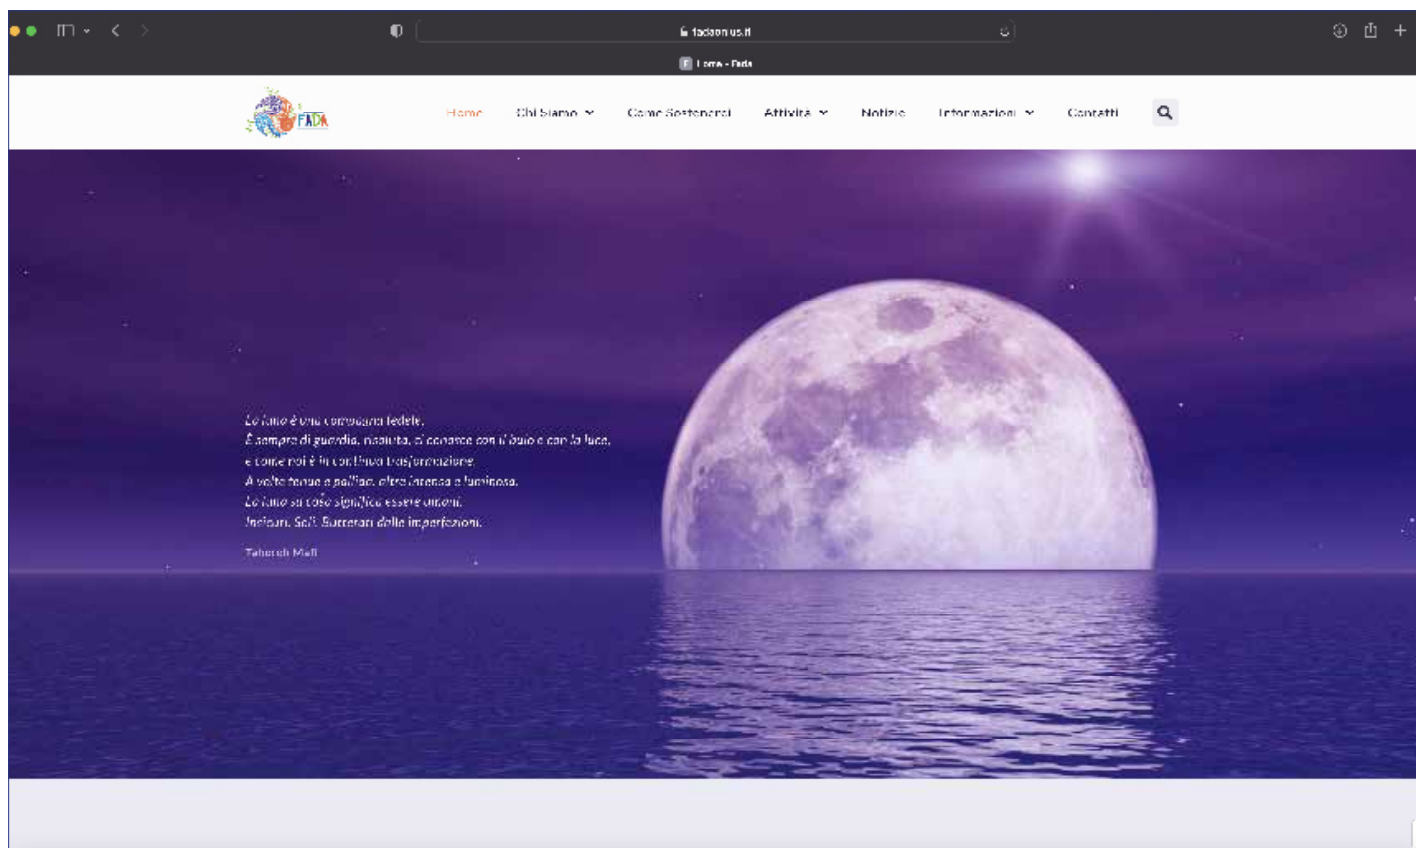 fadaonlus.it
Home - Fada
FADA
Home Chi Siamo Come Sostenerci Attività Notizie Informazioni Contatti
La luna è una compagna fedele.
È sempre di guardia, risoluta, ci conosce con il buio e con la luce,
e come noi è in continua trasformazione.
A volte tenue e pallida, altre intensa e luminosa.
La luna sa cosa significa essere umani.
Insicuri. Soli. Butterati dalle imperfezioni.
Tahereh Mafi